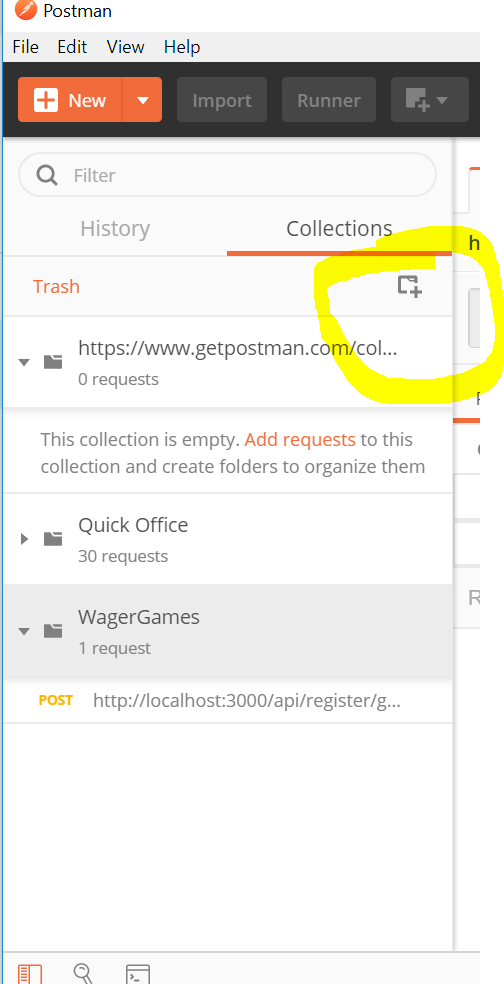 Postman
File Edit View Help
New Import Runner
Filter
History Collections
Trash
https://www.getpostman.com/col...
0 requests
This collection is empty. Add requests to this
collection and create folders to organize them
Quick Office
30 requests
WagerGames
1 request
POST http://localhost:3000/api/register/g...